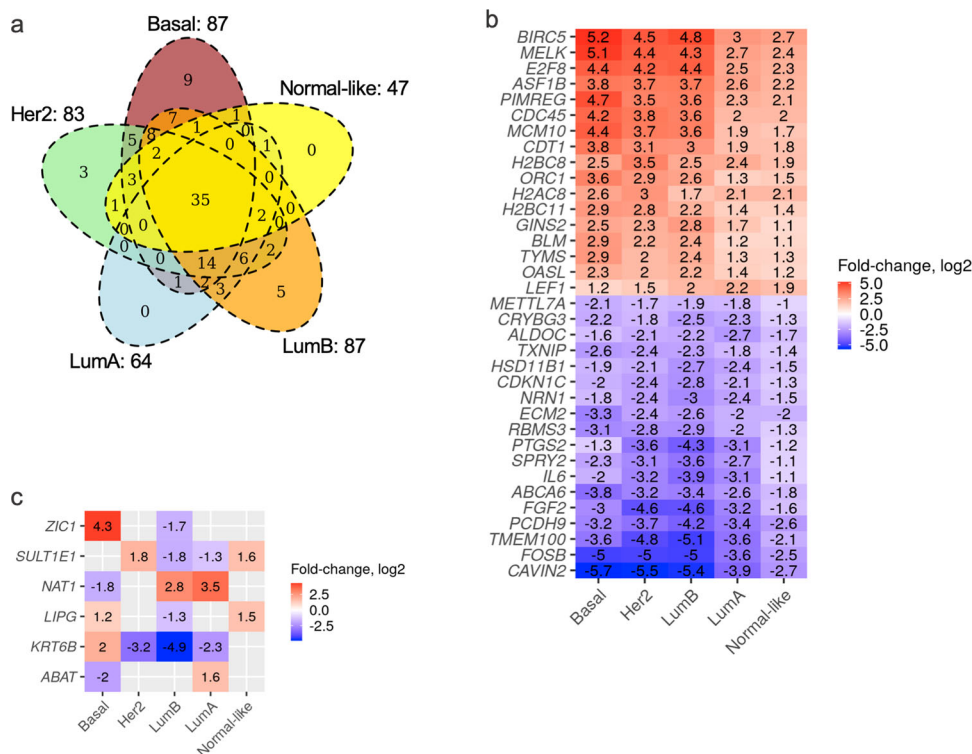 a
Basal: 87
Normal-like: 47
Her2: 83
LumA: 64
LumB: 87
9
7 1
5 8 1 0
2 0 1 0
3 3 0
35
1 2 0
0 0 0
0 0 14 6 2
1 2 3
0 5
b
BIRC5 5.2 4.5 4.8 3 2.7
MELK 5.1 4.4 4.3 2.7 2.4
E2F8 4.4 4.2 4.4 2.5 2.3
ASF1B 3.8 3.7 3.7 2.6 2.2
PIMREG 4.7 3.5 3.6 2.3 2.1
CDC45 4.2 3.8 3.6 2 2
MCM10 4.4 3.7 3.6 1.9 1.7
CDT1 3.8 3.1 3 1.9 1.8
H2BC8 2.5 3.5 2.5 2.4 1.9
ORC1 3.6 2.9 2.6 1.3 1.5
H2AC8 2.6 3 1.7 2.1 2.1
H2BC11 2.9 2.8 2.2 1.4 1.4
GINS2 2.5 2.3 2.8 1.7 1.1
BLM 2.9 2.2 2.4 1.2 1.1
TYMS 2.9 2 2.4 1.3 1.3
OASL 2.3 2 2.2 1.4 1.2
LEF1 1.2 1.5 2 2.2 1.9
METTL7A -2.1 -1.7 -1.9 -1.8 -1
CRYBG3 -2.2 -1.8 -2.5 -2.3 -1.3
ALDOC -1.6 -2.1 -2.2 -2.7 -1.7
TXNIP -2.6 -2.4 -2.3 -1.8 -1.4
HSD11B1 -1.9 -2.1 -2.7 -2.4 -1.5
CDKN1C -2 -2.4 -2.8 -2.1 -1.3
NRN1 -1.8 -2.4 -3 -2.4 -1.5
ECM2 -3.3 -2.4 -2.6 -2 -2
RBMS3 -3.1 -2.8 -2.9 -2 -1.3
PTGS2 -1.3 -3.6 -4.3 -3.1 -1.2
SPRY2 -2.3 -3.1 -3.6 -2.7 -1.1
IL6 -2 -3.2 -3.9 -3.1 -1.1
ABCA6 -3.8 -3.2 -3.4 -2.6 -1.8
FGF2 -3 -4.6 -4.6 -3.2 -1.6
PCDH9 -3.2 -3.7 -4.2 -3.4 -2.6
TMEM100 -3.6 -4.8 -5.1 -3.6 -2.1
FOSB -5 -5 -5 -3.6 -2.5
CAVIN2 -5.7 -5.5 -5.4 -3.9 -2.7
Basal Her2 LumB LumA Normal-like
Fold-change, log2
5.0
2.5
0.0
-2.5
-5.0
c
ZIC1 4.3 -1.7
SULT1E1 1.8 -1.8 -1.3 1.6
NAT1 -1.8 2.8 3.5
LIPG 1.2 -1.3 1.5
KRT6B 2 -3.2 -4.9 -2.3
ABAT -2 1.6
Basal Her2 LumB LumA Normal-like
Fold-change, log2
2.5
0.0
-2.5